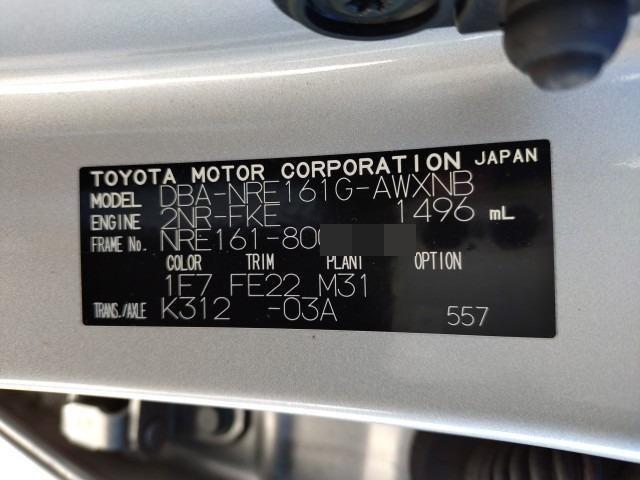 TOYOTA MOTOR CORPORATION JAPAN
MODEL DBA-NRE161G-AWXNB
ENGINE 2NR-FKE 1496 mL
FRAME No. NRE161-80
COLOR TRIM PLANT OPTION
1F7 FE22 M31
TRANS./AXLE K312 -03A 557